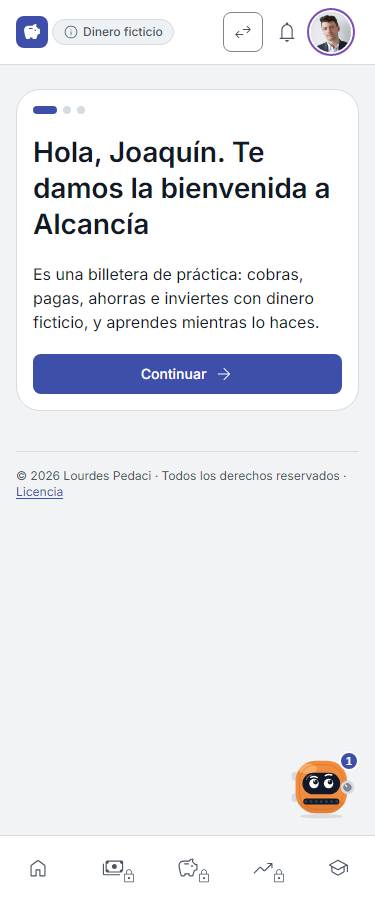 Dinero ficticio
Hola, Joaquín. Te
damos la bienvenida a
Alcancía
Es una billetera de práctica: cobras,
pagas, ahorras e inviertes con dinero
ficticio, y aprendes mientras lo haces.
Continuar
© 2026 Lourdes Pedaci · Todos los derechos reservados ·
Licencia
1